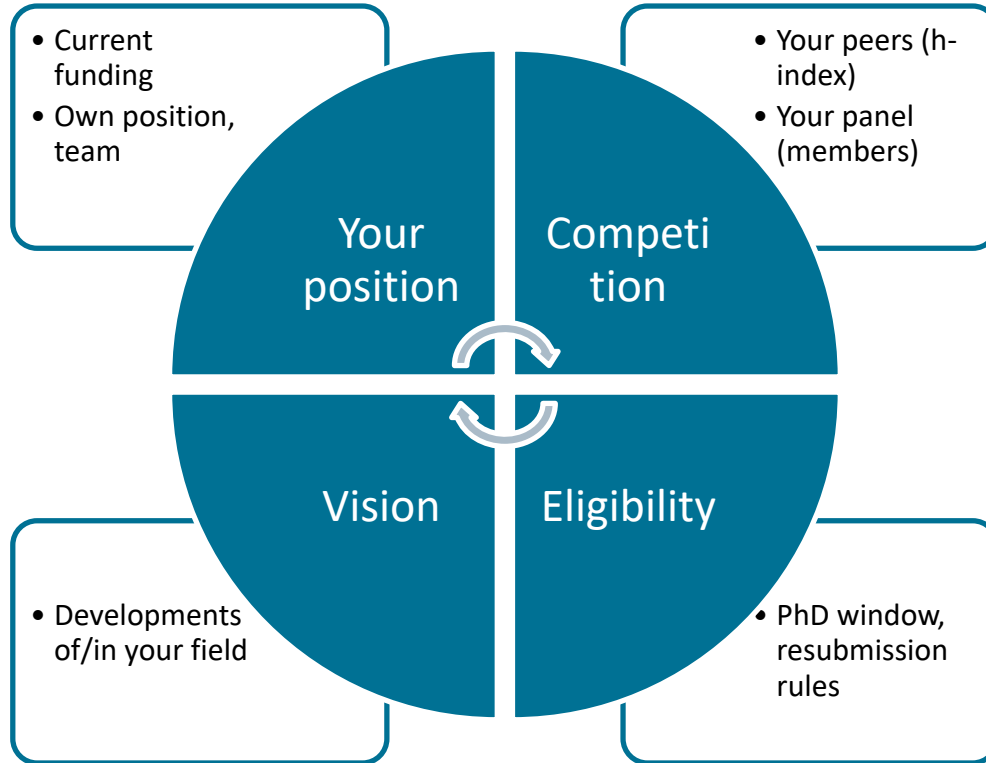 • Current
funding
• Own position,
team
• Your peers (h-
index)
• Your panel
(members)
Your
position
Competi
tion
Vision
Eligibility
• Developments
of/in your field
• PhD window,
resubmission
rules